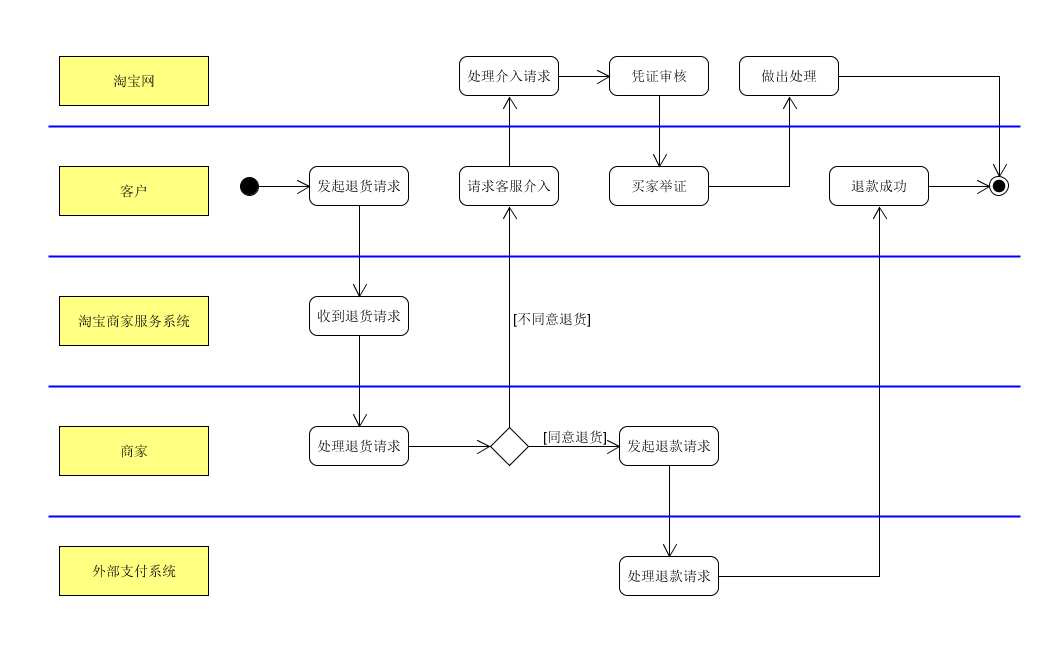 淘宝网
处理介入请求
凭证审核
做出处理
客户
发起退货请求
请求客服介入
买家举证
退款成功
淘宝商家服务系统
收到退货请求
[不同意退货]
商家
处理退货请求
[同意退货]
发起退款请求
外部支付系统
处理退款请求